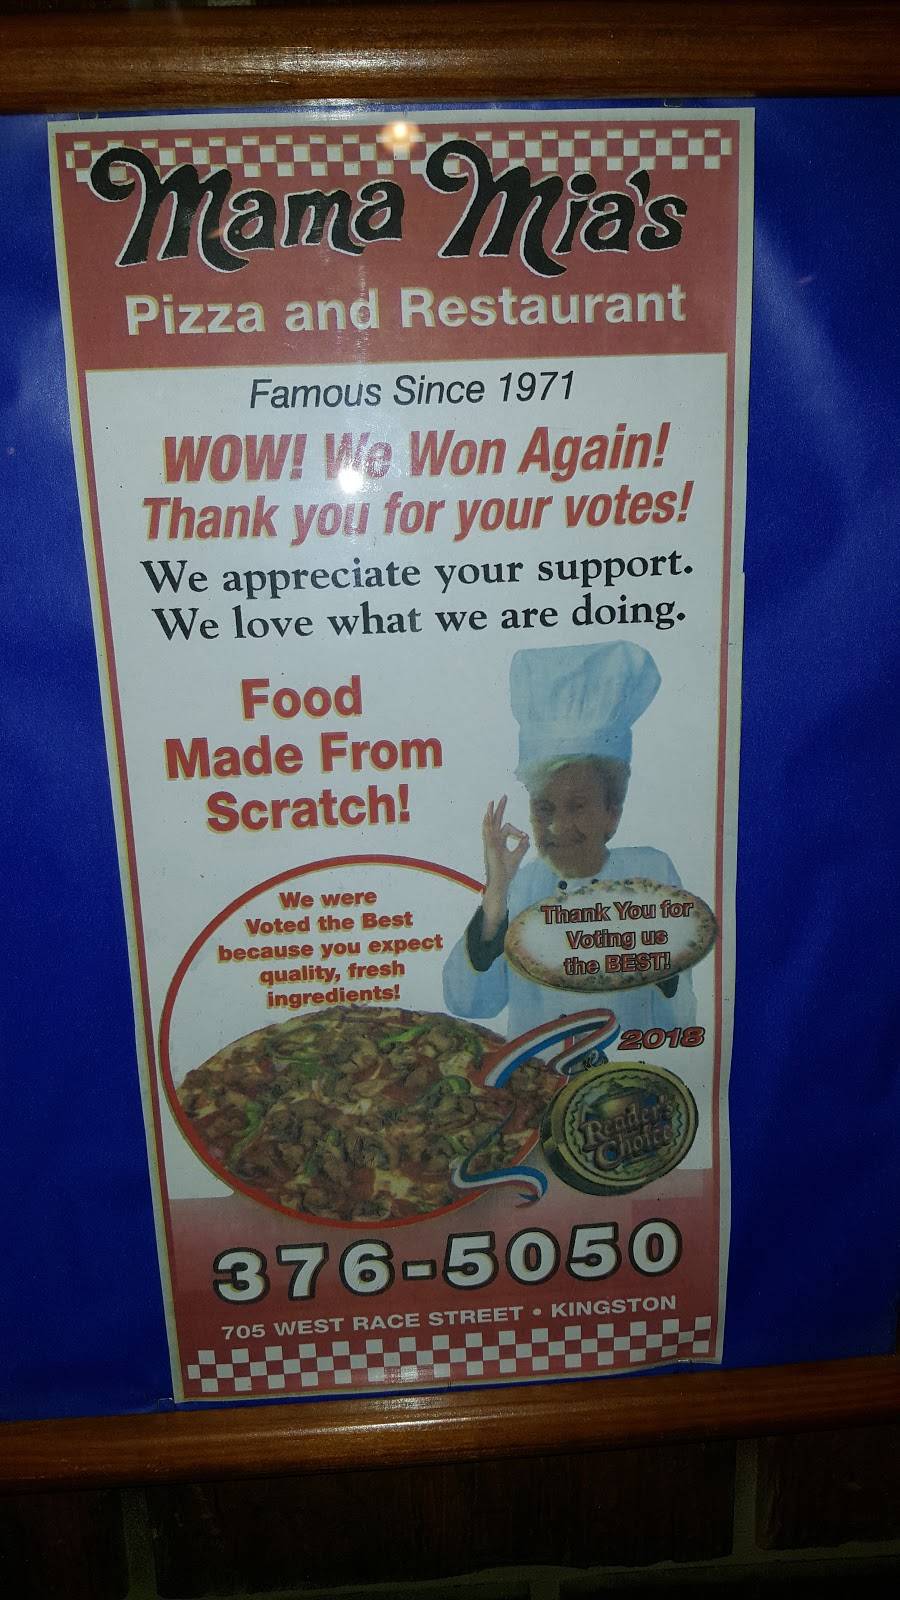 Mama Mia's
Pizza and Restaurant
Famous Since 1971
WOW! We Won Again!
Thank you for your votes!
We appreciate your support.
We love what we are doing.
Food
Made From
Scratch!
We were
Voted the Best
because you expect
quality, fresh
ingredients!
Thank You for
Voting us
the BEST!
2018
Reader's
Choice
376-5050
705 WEST RACE STREET • KINGSTON